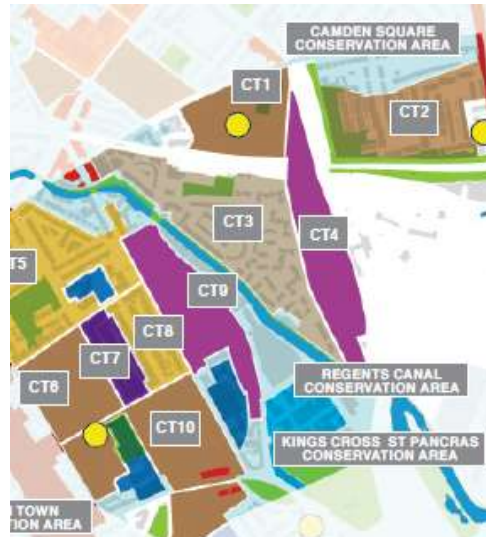 CAMDEN SQUARE
CONSERVATION AREA
CT1
CT2
CT3
CT4
T5
CT9
CT8
CT7
CT6
CT10
REGENTS CANAL
CONSERVATION AREA
KINGS CROSS ST PANCRAS
CONSERVATION AREA
TOWN
TION AREA